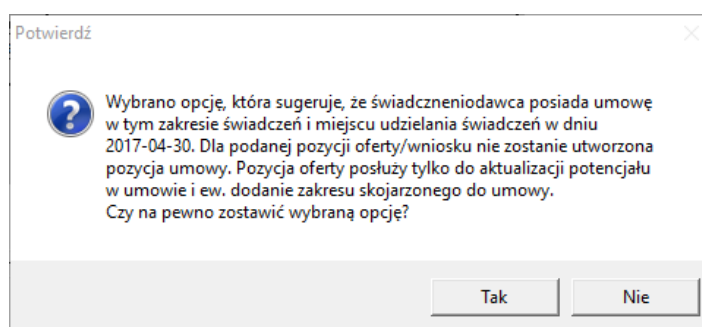 Potwierdź
Wybrano opcję, która sugeruje, że świadczneniodawca posiada umowę
w tym zakresie świadczeń i miejscu udzielania świadczeń w dniu
2017-04-30. Dla podanej pozycji oferty/wniosku nie zostanie utworzona
pozycja umowy. Pozycja oferty posłuży tylko do aktualizacji potencjału
w umowie i ew. dodanie zakresu skojarzonego do umowy.
Czy na pewno zostawić wybraną opcję?
Tak
Nie